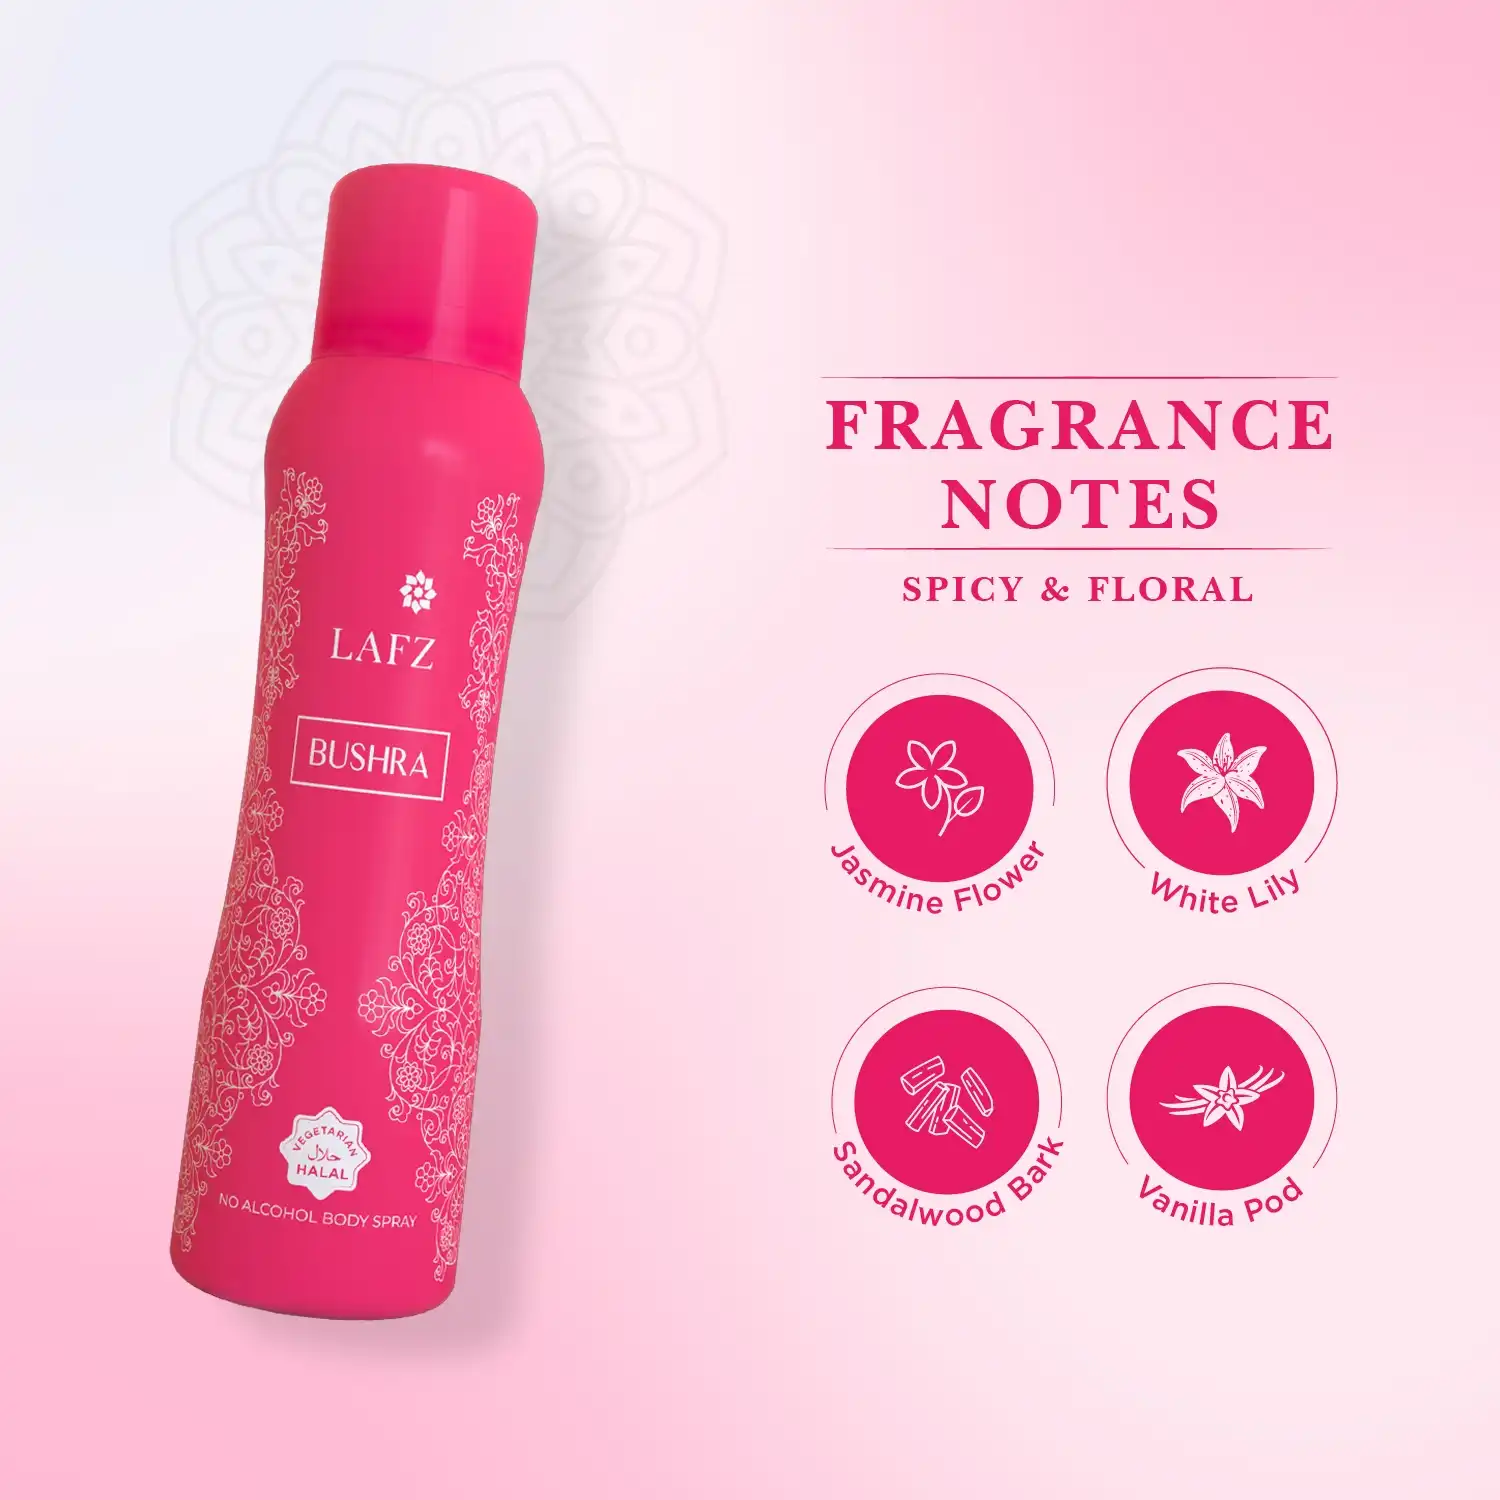 LAFZ
BUSHRA
VEGETARIAN
حلال
HALAL
NO ALCOHOL BODY SPRAY
FRAGRANCE
NOTES
SPICY & FLORAL
Jasmine Flower
White Lily
Sandalwood Bark
Vanilla Pod